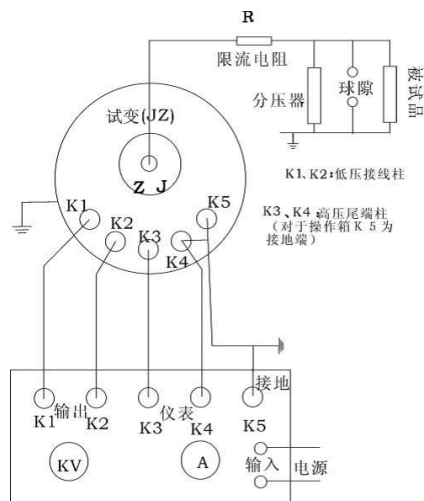 R
限流电阻
试变(JZ)
分压器
球隙
被试品
Z J
K1、K2:低压接线柱
K1
K5
K2
K3
K4
K3、K4:高压尾端柱
(对于操作箱K 5 为
接地端)
接地
输出
仪表
K1
K2
K3
K4
K5
KV
A
输入
电源